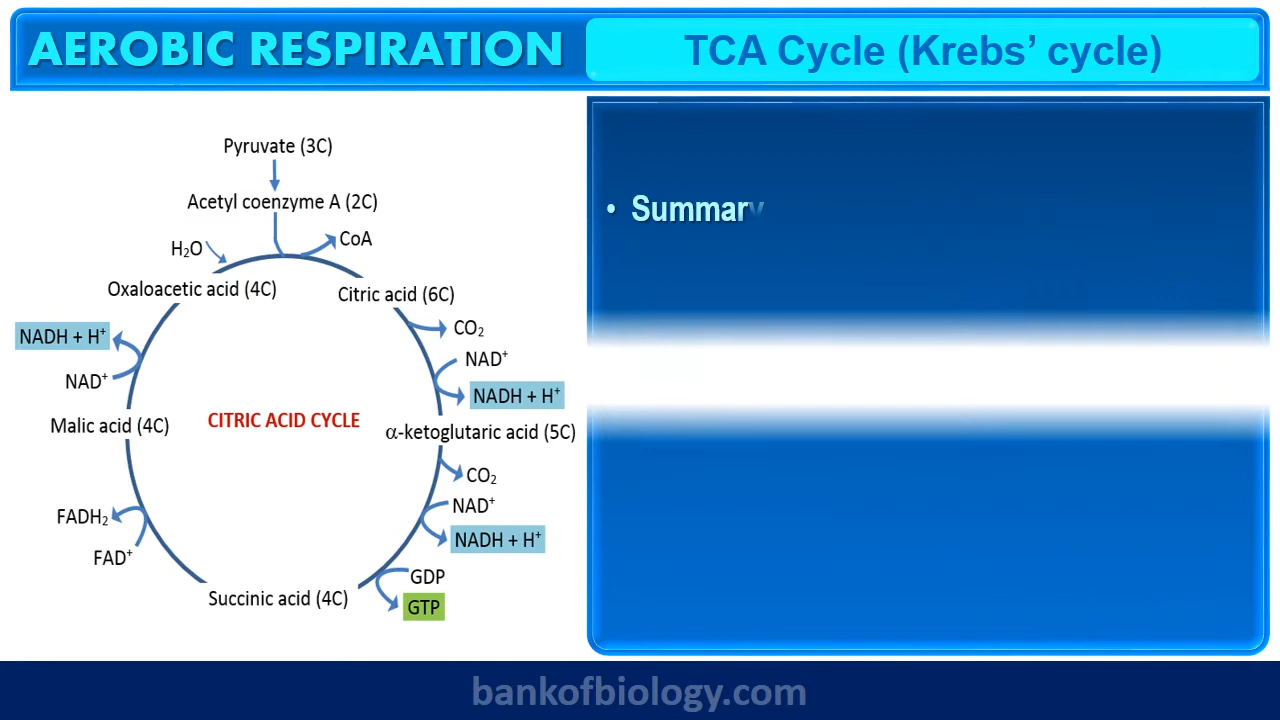 AEROBIC RESPIRATION
TCA Cycle (Krebs’ cycle)
Pyruvate (3C)
Acetyl coenzyme A (2C)
H₂O
CoA
Oxaloacetic acid (4C)
Citric acid (6C)
CO₂
NAD⁺
NADH + H⁺
α-ketoglutaric acid (5C)
CO₂
NAD⁺
NADH + H⁺
GDP
GTP
Succinic acid (4C)
FAD⁺
FADH₂
Malic acid (4C)
NAD⁺
NADH + H⁺
CITRIC ACID CYCLE
• Summary
bankofbiology.com